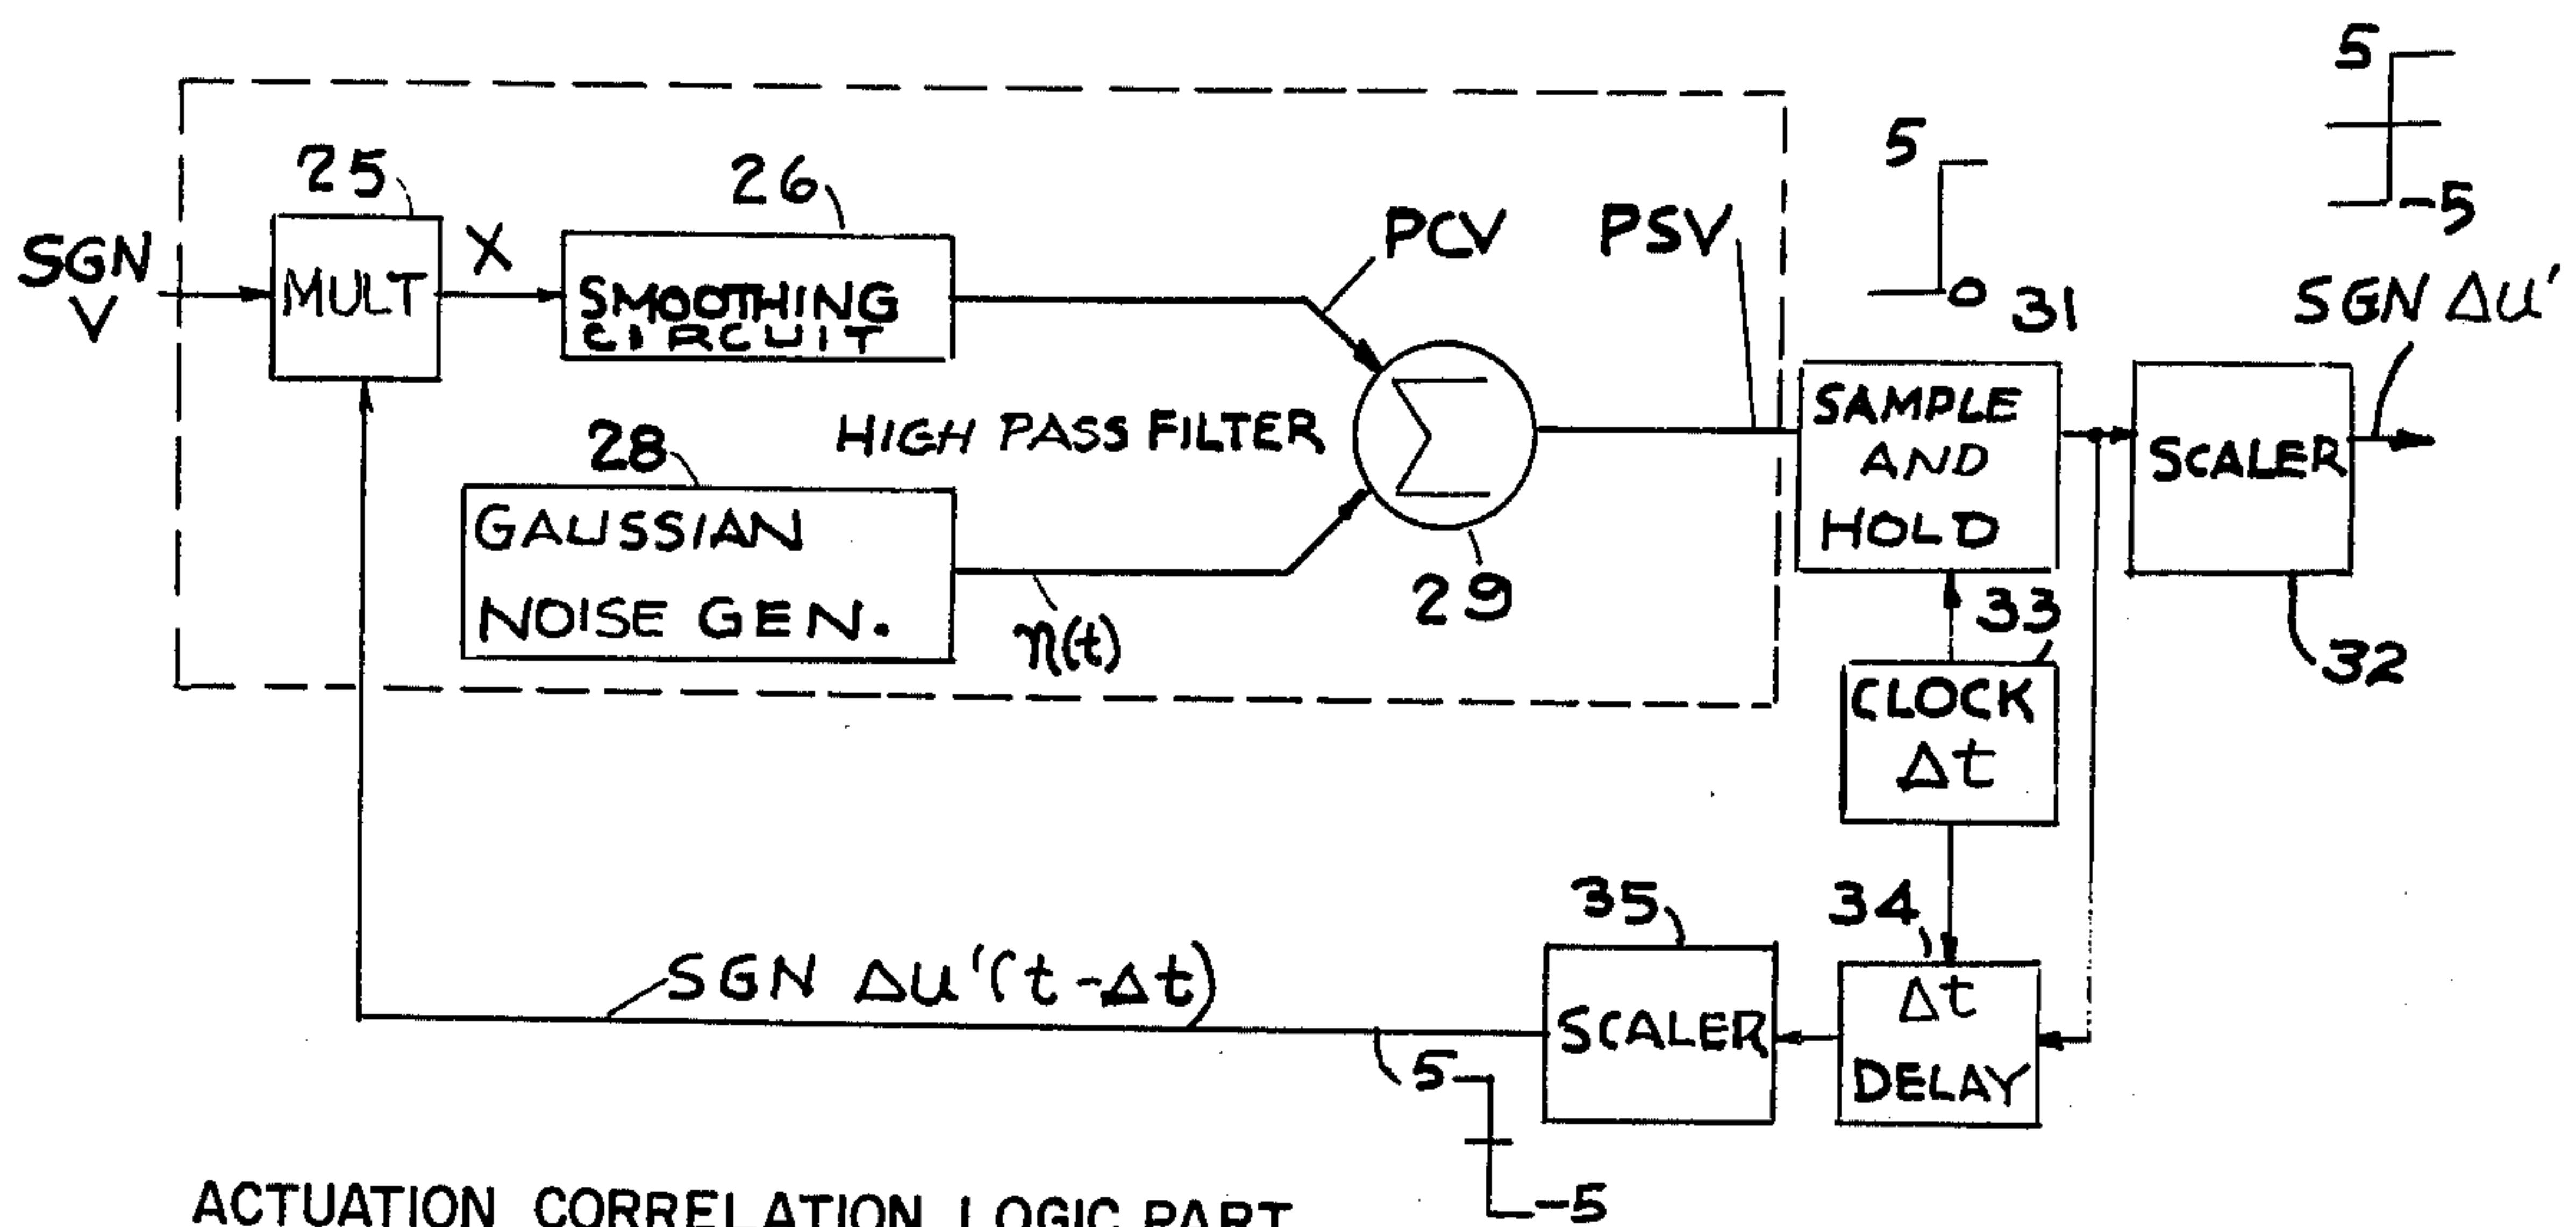 5
-5
5
0
25
26
PCV
PSV
SGN
V
MULT
X
SMOOTHING
CIRCUIT
31
SGN Δu'
HIGH PASS FILTER
Σ
SAMPLE
AND
HOLD
SCALER
28
GAUSSIAN
NOISE GEN.
η(t)
29
33
32
CLOCK
Δt
35
34
SGN Δu'(t-Δt)
SCALER
Δt
DELAY
5
-5
ACTUATION CORRELATION LOGIC PART